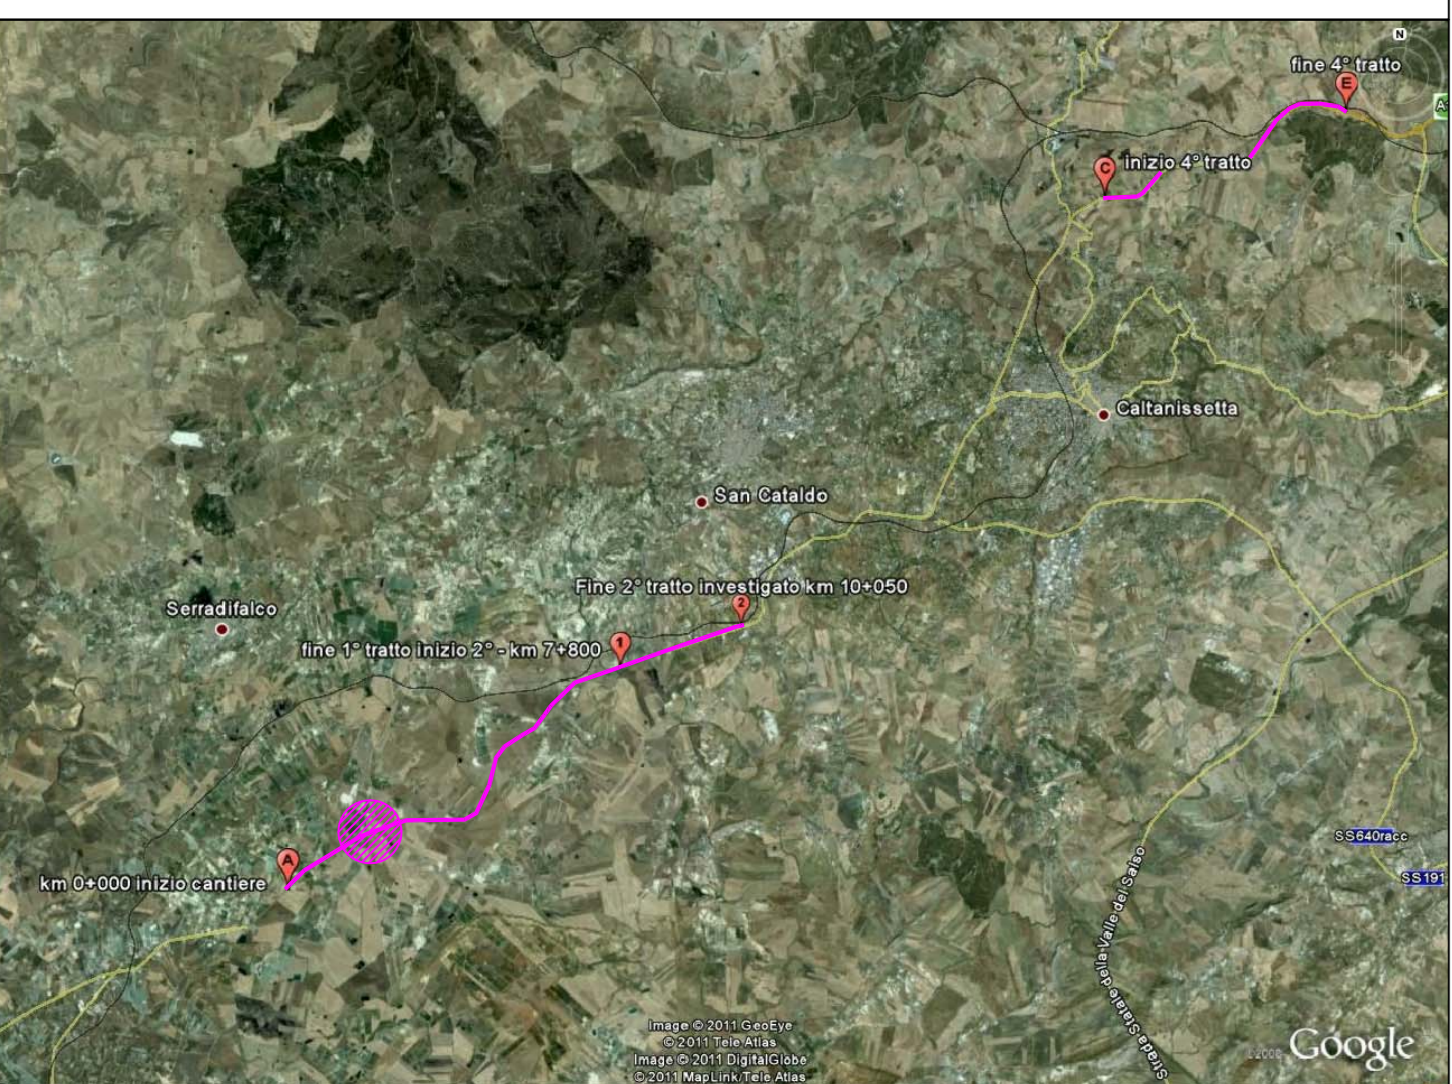 N
fine 4° tratto
E
A
C
inizio 4° tratto
Caltanissetta
San Cataldo
Fine 2° tratto investigato km 10+050
2
Serradifalco
1
fine 1° tratto inizio 2° - km 7+800
SS640racc
A
km 0+000 inizio cantiere
SS191
Strada Statale della Valle del Salso
Image © 2011 GeoEye
© 2011 Tele Atlas
Image © 2011 DigitalGlobe
© 2011 MapLink/Tele Atlas
Google